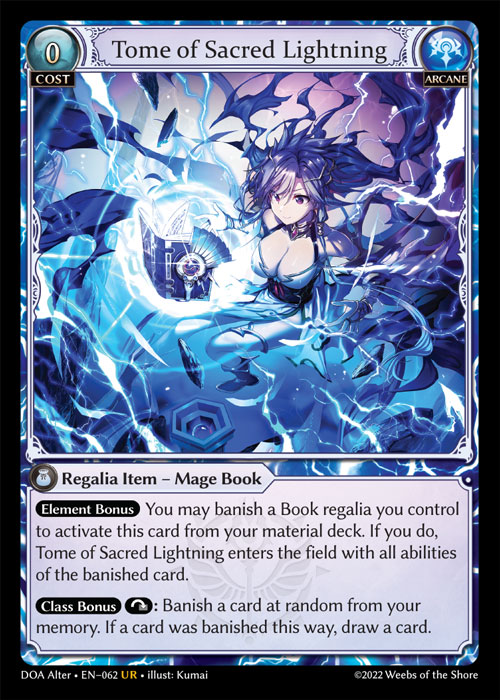 0
Tome of Sacred Lightning
COST
ARCANE
Regalia Item – Mage Book
Element Bonus You may banish a Book regalia you control
to activate this card from your material deck. If you do,
Tome of Sacred Lightning enters the field with all abilities
of the banished card.
Class Bonus : Banish a card at random from your
memory. If a card was banished this way, draw a card.
DOA Alter • EN–062 UR • illust: Kumai
©2022 Weebs of the Shore